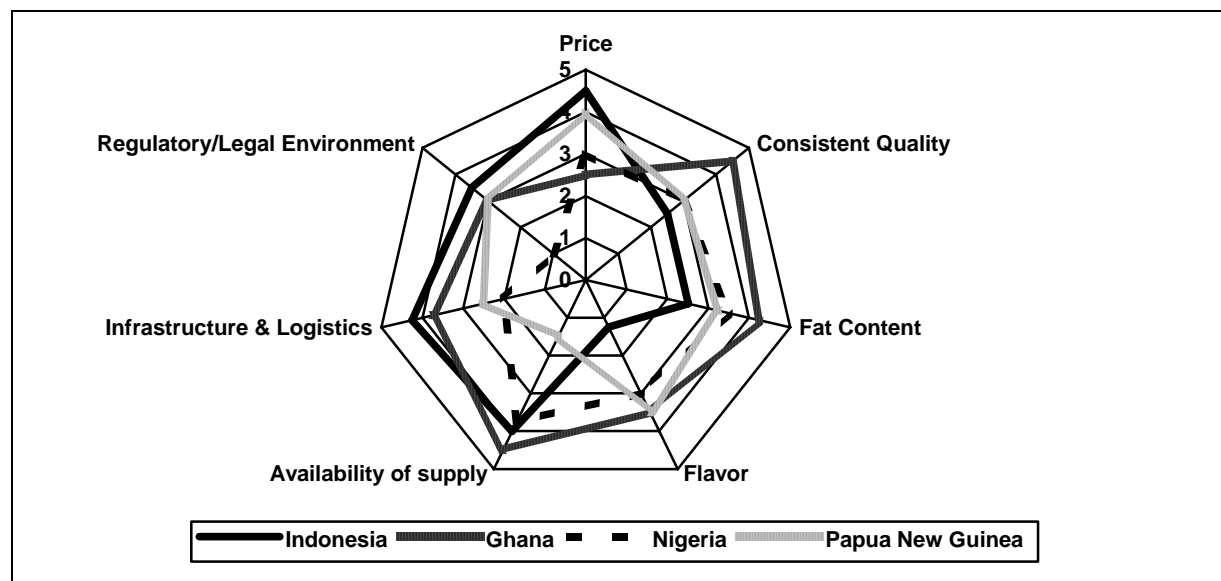 Price
5
4
3
2
1
0
Regulatory/Legal Environment
Consistent Quality
Infrastructure & Logistics
Fat Content
Availability of supply
Flavor
Indonesia Ghana Nigeria Papua New Guinea